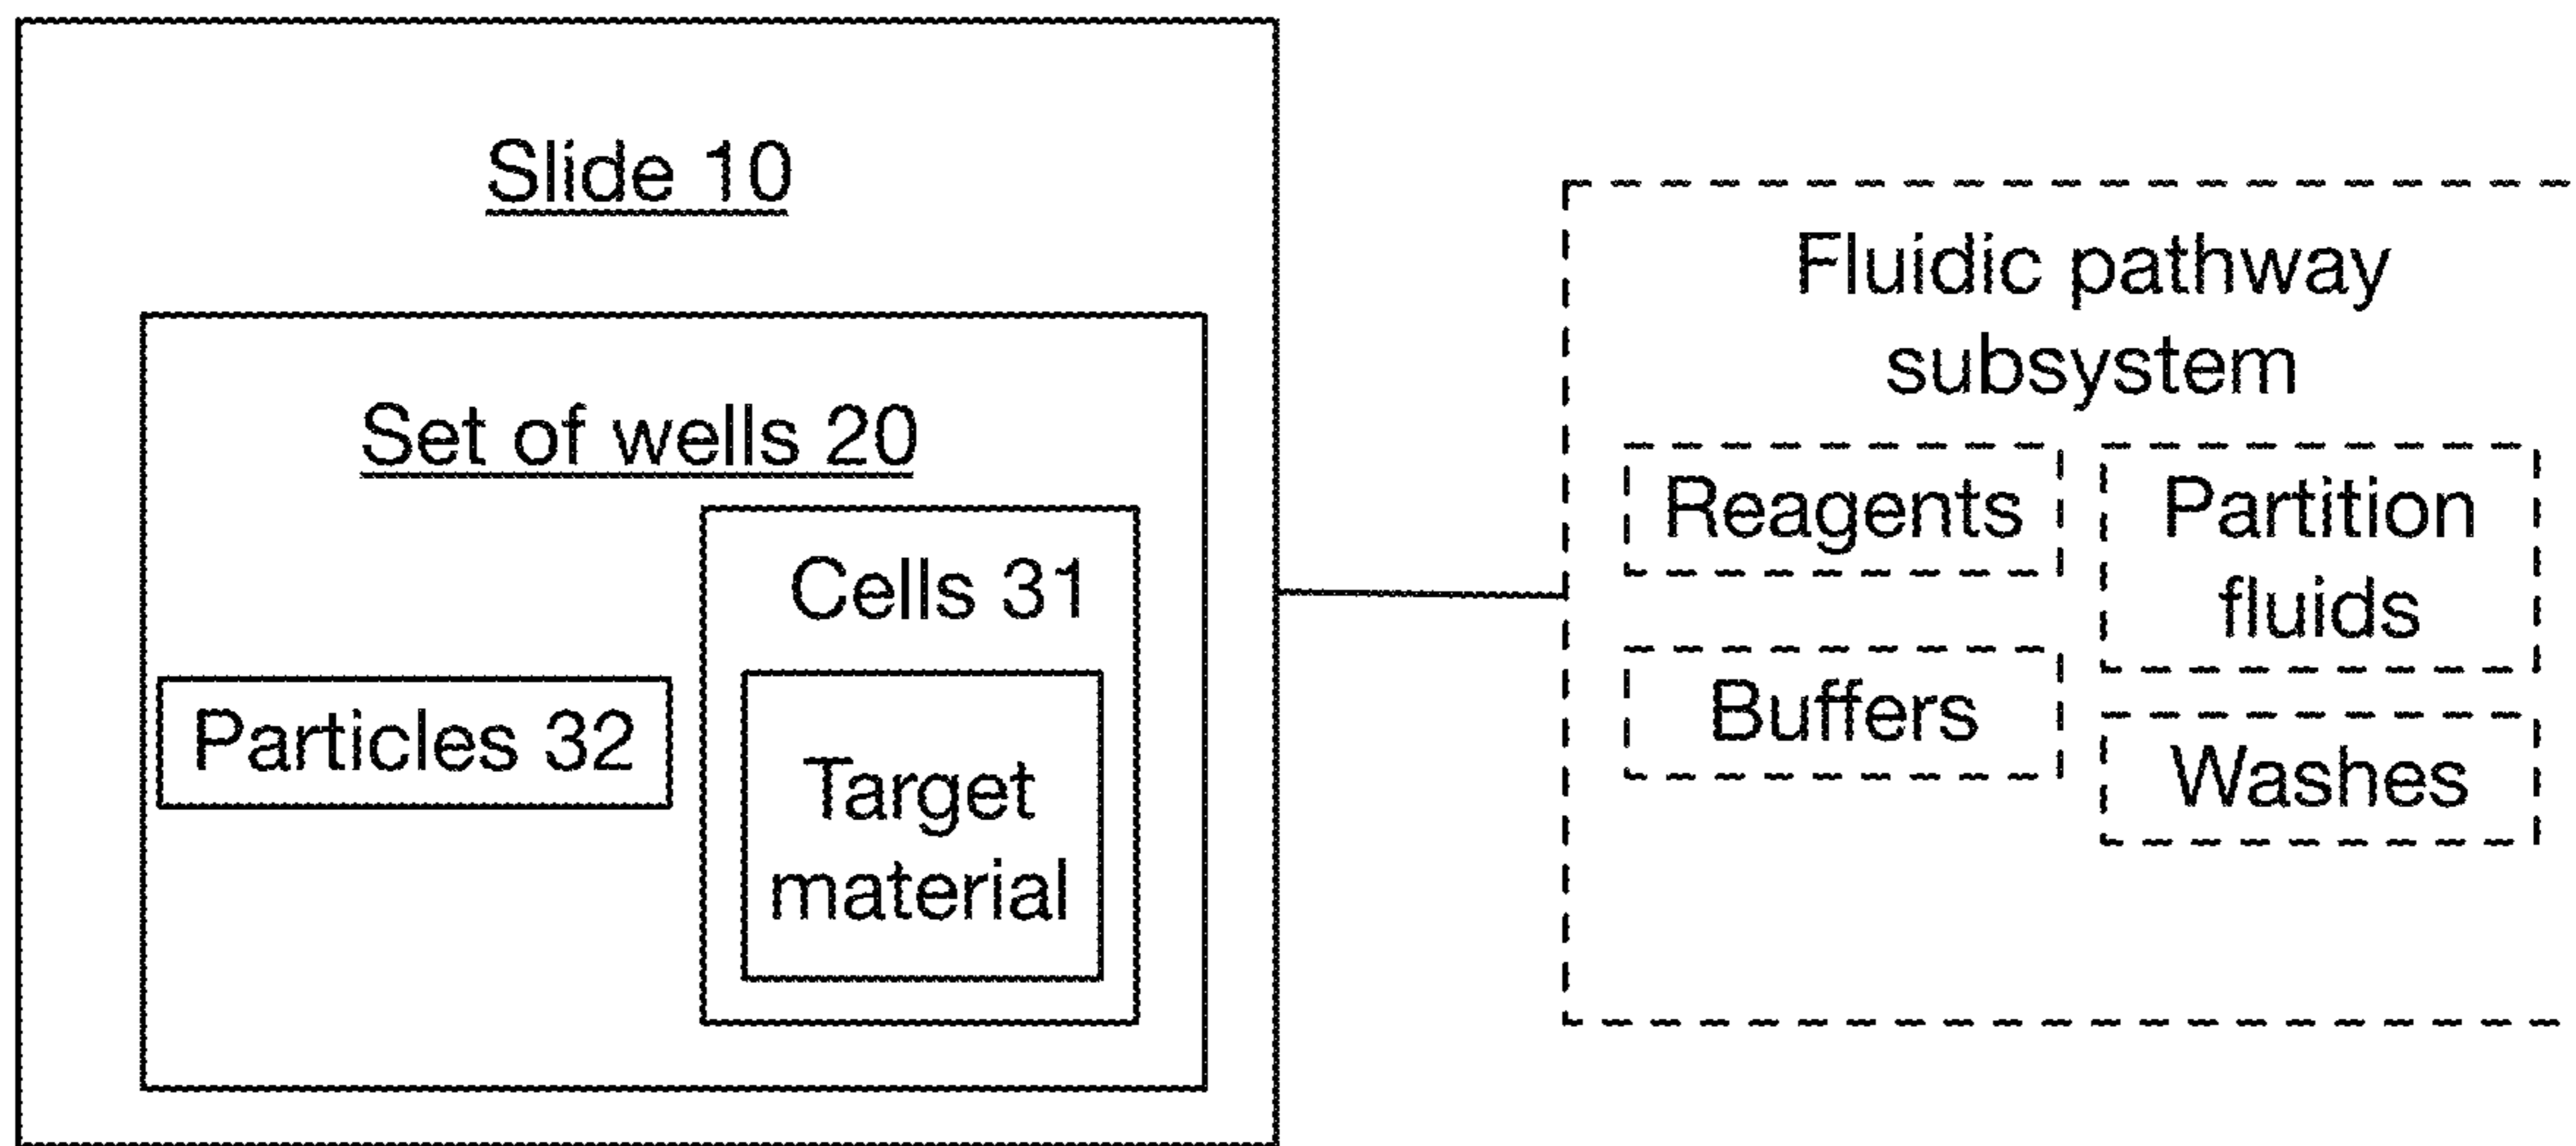 Slide 10
Set of wells 20
Cells 31
Particles 32
Target
material
Fluidic pathway
subsystem
Reagents
Partition
fluids
Buffers
Washes